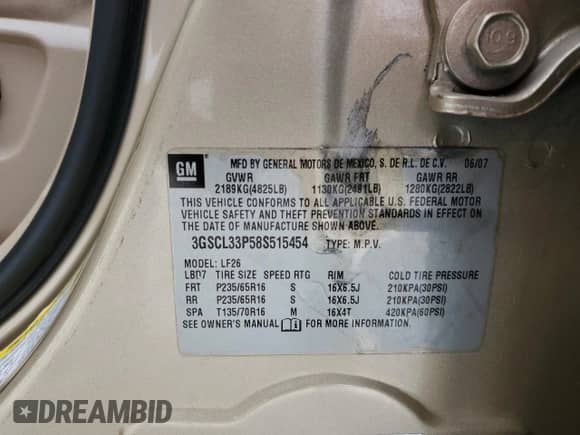 10.9
GM
MFD BY GENERAL MOTORS DE MEXICO, S. DE R.L. DE C.V. 06/07
GVWR GAWR FRT GAWR RR
2189KG(4825LB) 1130KG(2491LB) 1280KG(2822LB)
THIS VEHICLE CONFORMS TO ALL APPLICABLE U.S. FEDERAL MOTOR
VEHICLE SAFETY AND THEFT PREVENTION STANDARDS IN EFFECT ON
THE DATE OF MANUFACTURE SHOWN ABOVE.
3GSCL33P58S515454 TYPE: M.P.V.
MODEL: LF26
LBD7 TIRE SIZE SPEED RTG RIM COLD TIRE PRESSURE
FRT P235/65R16 S 16X6.5J 210KPA(30PSI)
RR P235/65R16 S 16X6.5J 210KPA(30PSI)
SPA T135/70R16 M 16X4T 420KPA(60PSI)
SEE OWNER'S MANUAL FOR MORE INFORMATION.
DREAMBID